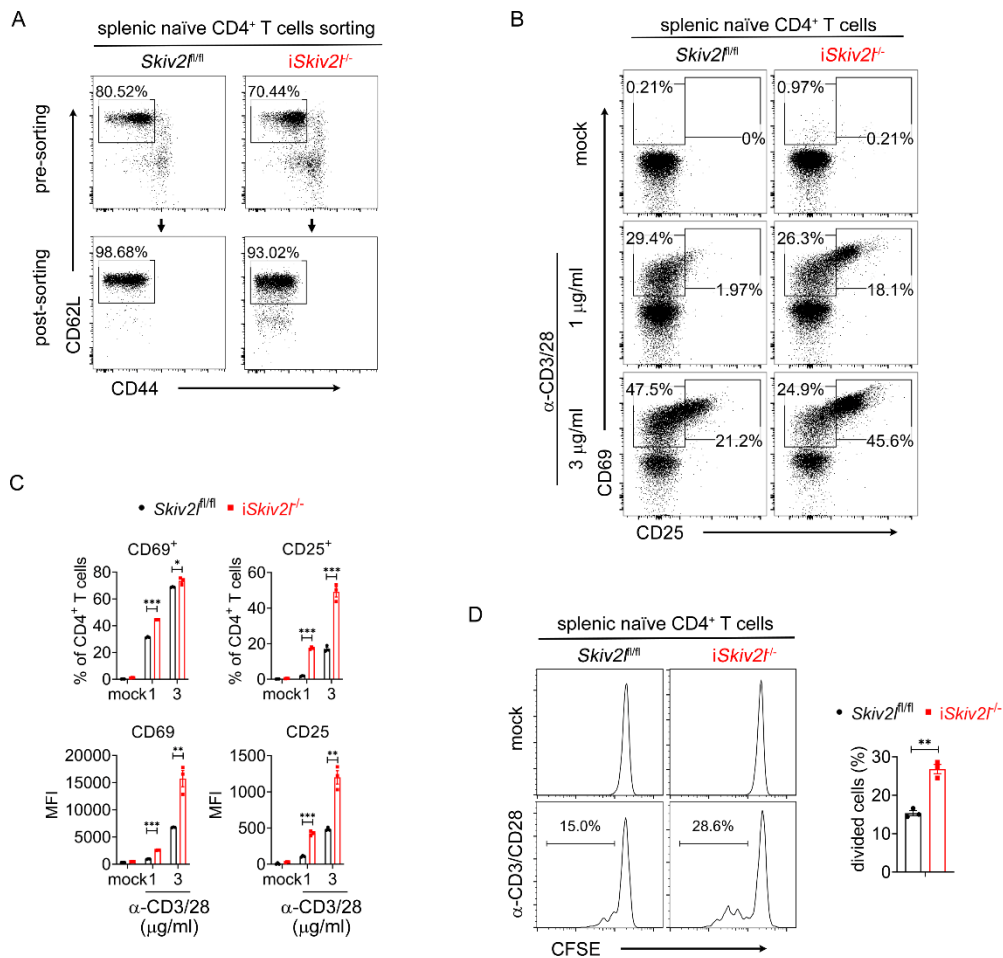 A
splenic naïve CD4⁺ T cells sorting
Skiv2lfl/fl
iSkiv2l-/-
pre-sorting
80.52%
70.44%
post-sorting
98.68%
93.02%
CD62L
CD44
B
splenic naïve CD4⁺ T cells
Skiv2lfl/fl
iSkiv2l-/-
mock
0.21%
0%
0.97%
0.21%
α-CD3/28
1 μg/ml
29.4%
1.97%
26.3%
18.1%
3 μg/ml
47.5%
21.2%
24.9%
45.6%
CD69
CD25
C
Skiv2lfl/fl
iSkiv2l-/-
CD69⁺
% of CD4⁺ T cells
80
60
40
20
0
***
*
mock 1 3
CD25⁺
% of CD4⁺ T cells
60
40
20
0
***
***
mock 1 3
CD69
MFI
20000
15000
10000
5000
0
***
**
mock 1 3
α-CD3/28
(μg/ml)
CD25
MFI
1500
1000
500
0
***
**
mock 1 3
α-CD3/28
(μg/ml)
D
splenic naïve CD4⁺ T cells
Skiv2lfl/fl
iSkiv2l-/-
mock
α-CD3/CD28
15.0%
28.6%
CFSE
Skiv2lfl/fl
iSkiv2l-/-
divided cells (%)
30
20
10
0
**